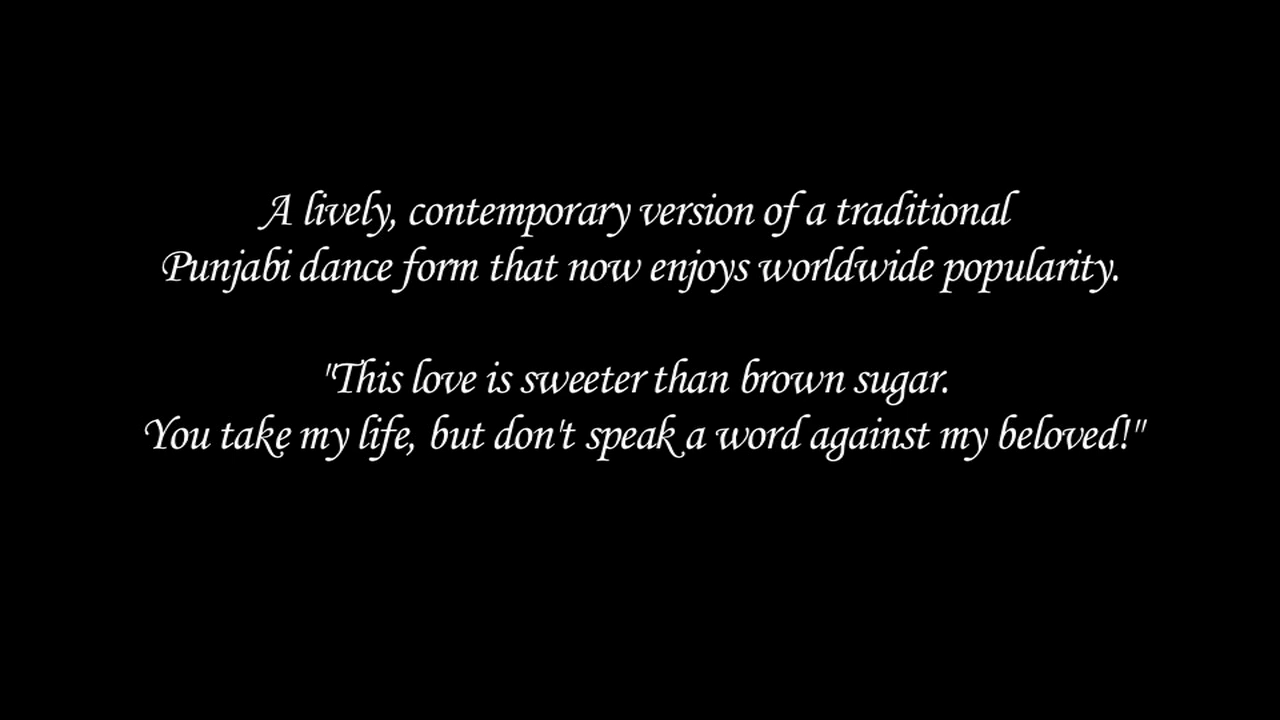 A lively, contemporary version of a traditional
Punjabi dance form that now enjoys worldwide popularity.
"This love is sweeter than brown sugar.
You take my life, but don't speak a word against my beloved!"